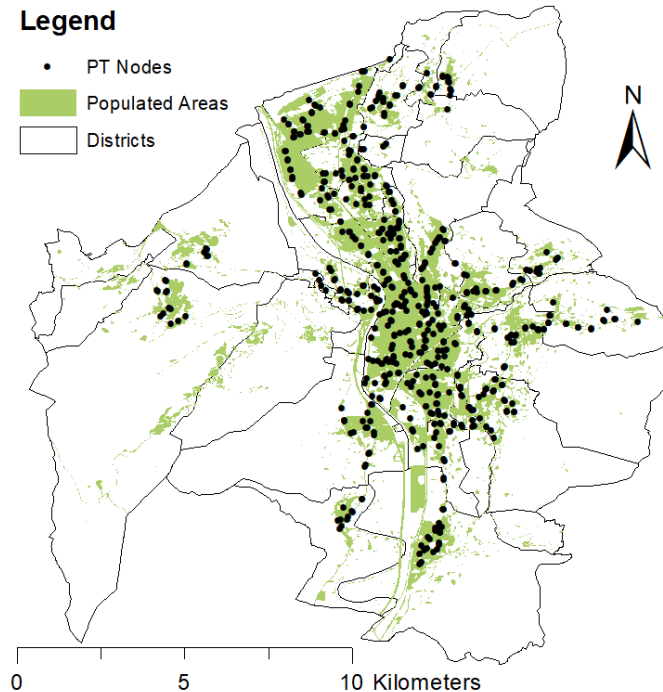 Legend
PT Nodes
Populated Areas
Districts
N
0 5 10 Kilometers